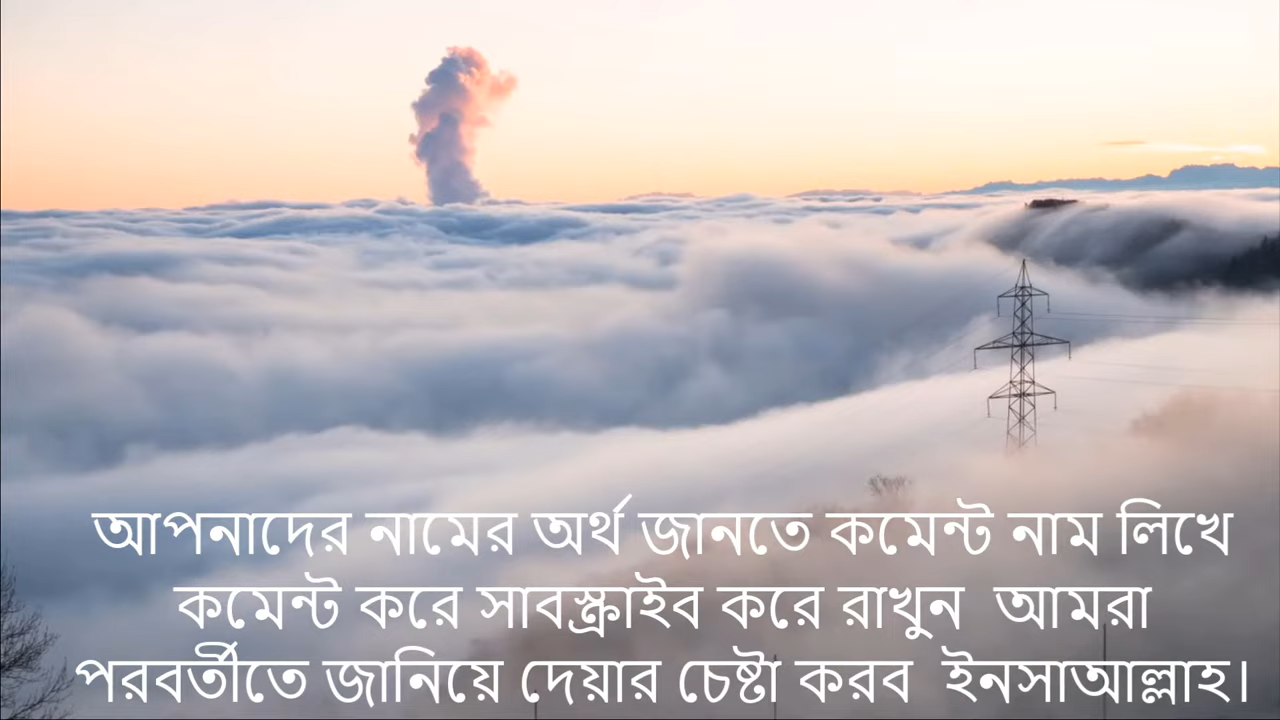 আপনাদের নামের অর্থ জানতে কমেন্ট নাম লিখে
কমেন্ট করে সাবস্ক্রাইব করে রাখুন আমরা
পরবর্তীতে জানিয়ে দেয়ার চেষ্টা করব ইনসাআল্লাহ।